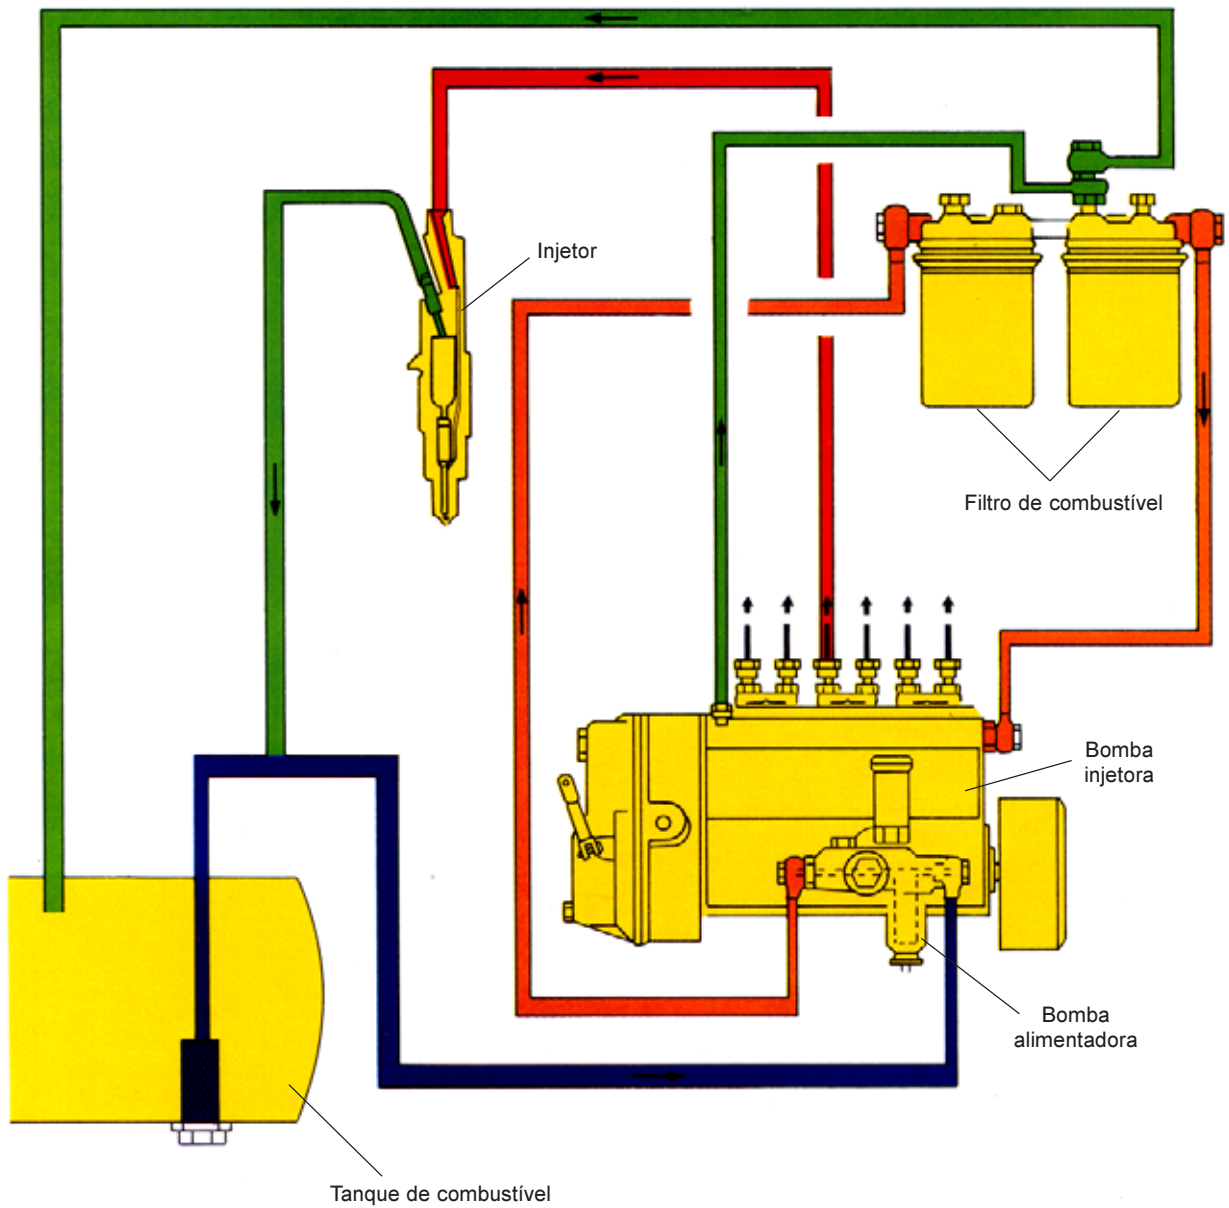 Injetor
Filtro de combustível
Bomba
injetora
Bomba
alimentadora
Tanque de combustível